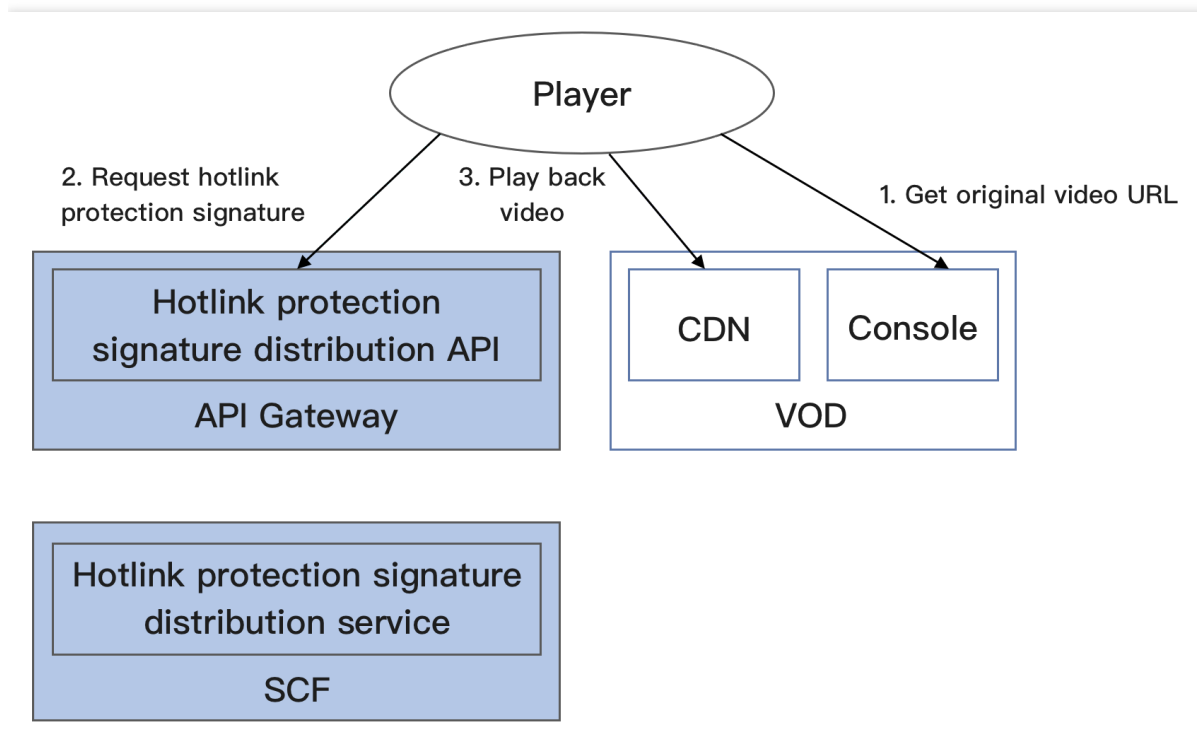 Player
2. Request hotlink
protection signature
3. Play back
video
1. Get original video URL
Hotlink protection
signature distribution API
API Gateway
CDN
Console
VOD
Hotlink protection signature
distribution service
SCF